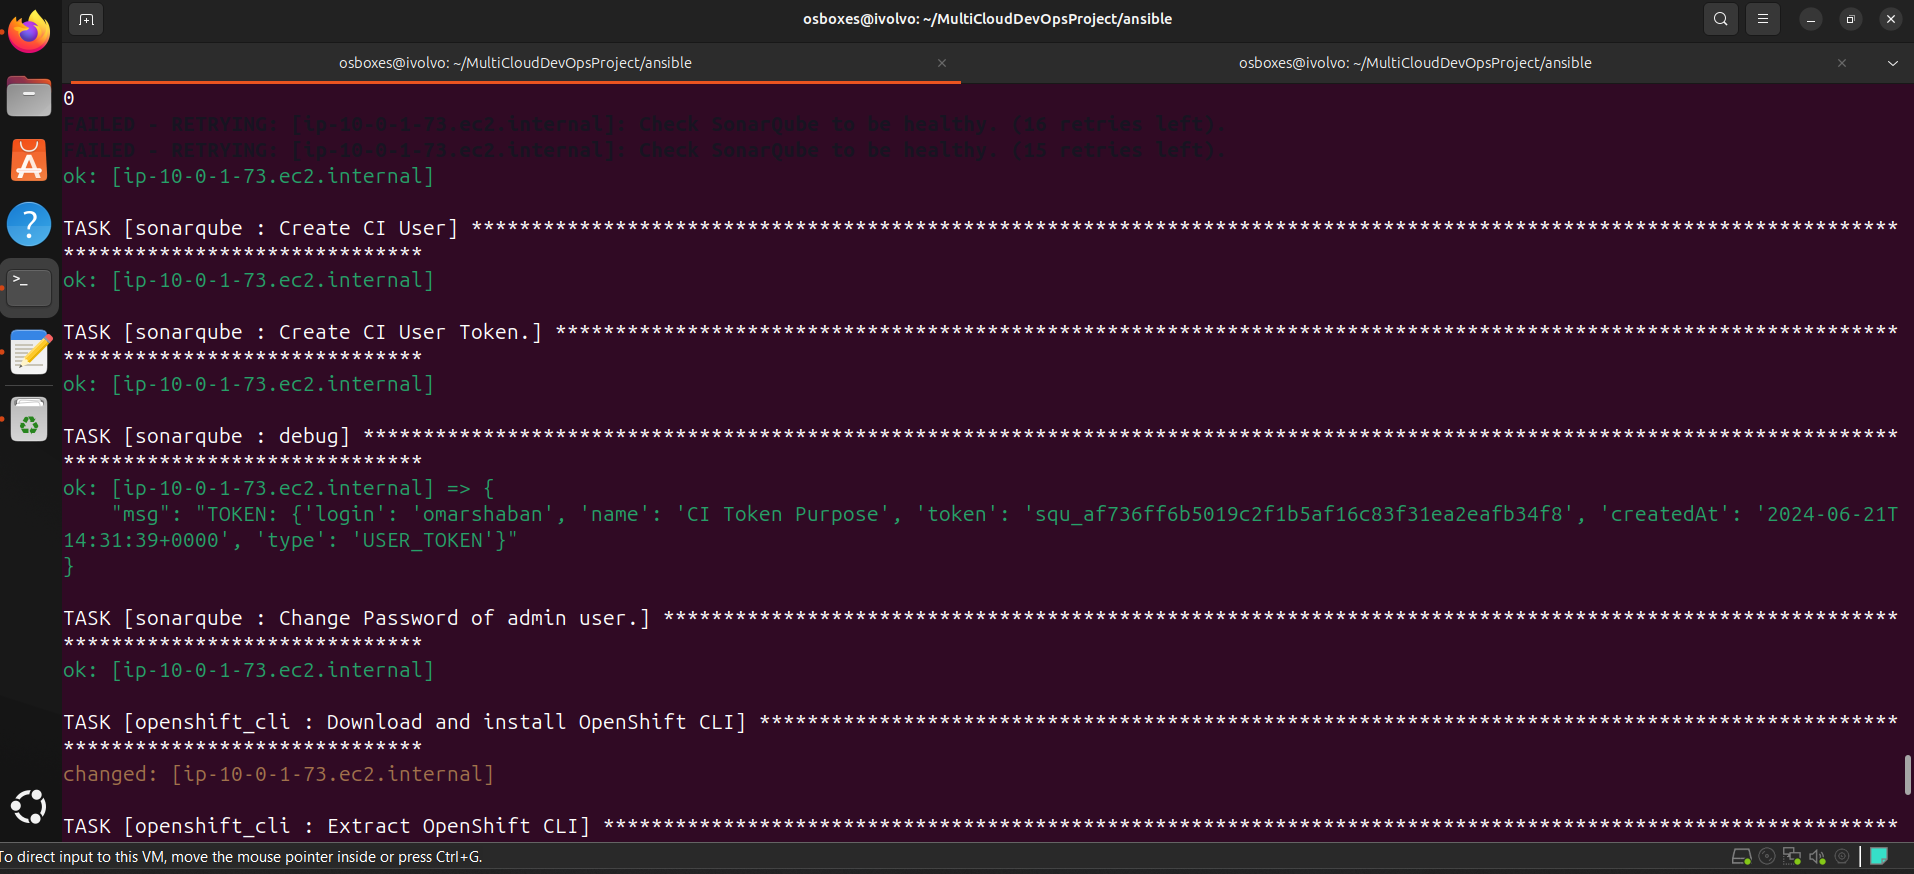 osboxes@ivolvo: ~/MultiCloudDevOpsProject/ansible
osboxes@ivolvo: ~/MultiCloudDevOpsProject/ansible
osboxes@ivolvo: ~/MultiCloudDevOpsProject/ansible
0
FAILED - RETRYING: [ip-10-0-1-73.ec2.internal]: Check SonarQube to be healthy. (16 retries left).
FAILED - RETRYING: [ip-10-0-1-73.ec2.internal]: Check SonarQube to be healthy. (15 retries left).
ok: [ip-10-0-1-73.ec2.internal]
TASK [sonarqube : Create CI User] ***********************************************************************************************************************
******************************
ok: [ip-10-0-1-73.ec2.internal]
TASK [sonarqube : Create CI User Token.] ****************************************************************************************************************
******************************
ok: [ip-10-0-1-73.ec2.internal]
TASK [sonarqube : debug] ********************************************************************************************************************************
******************************
ok: [ip-10-0-1-73.ec2.internal] => {
"msg": "TOKEN: {'login': 'omarshaban', 'name': 'CI Token Purpose', 'token': 'squ_af736ff6b5019c2f1b5af16c83f31ea2eafb34f8', 'createdAt': '2024-06-21T
14:31:39+0000', 'type': 'USER_TOKEN'}"
}
TASK [sonarqube : Change Password of admin user.] *******************************************************************************************************
******************************
ok: [ip-10-0-1-73.ec2.internal]
TASK [openshift_cli : Download and install OpenShift CLI] ***********************************************************************************************
******************************
changed: [ip-10-0-1-73.ec2.internal]
TASK [openshift_cli : Extract OpenShift CLI] ************************************************************************************************************
To direct input to this VM, move the mouse pointer inside or press Ctrl+G.